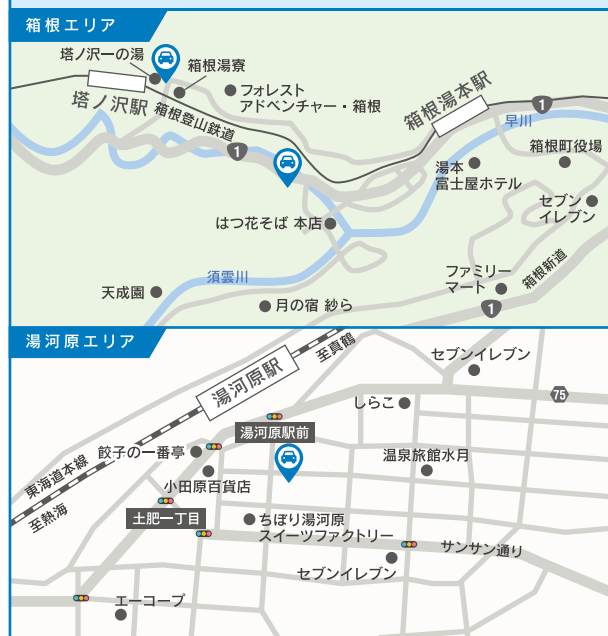 箱根エリア
塔ノ沢一の湯
箱根湯寮
フォレスト
アドベンチャー・箱根
塔ノ沢駅
箱根登山鉄道
1
箱根湯本駅
1
早川
箱根町役場
湯本
富士屋ホテル
セブン
イレブン
はつ花そば 本店
須雲川
天成園
月の宿 紗ら
ファミリー
マート
箱根新道
1
湯河原エリア
湯河原駅
至真鶴
セブンイレブン
75
しらこ
湯河原駅前
餃子の一番亭
温泉旅館水月
東海道本線
至熱海
小田原百貨店
土肥一丁目
ちぼり湯河原
スイーツファクトリー
サンサン通り
セブンイレブン
エーコープ